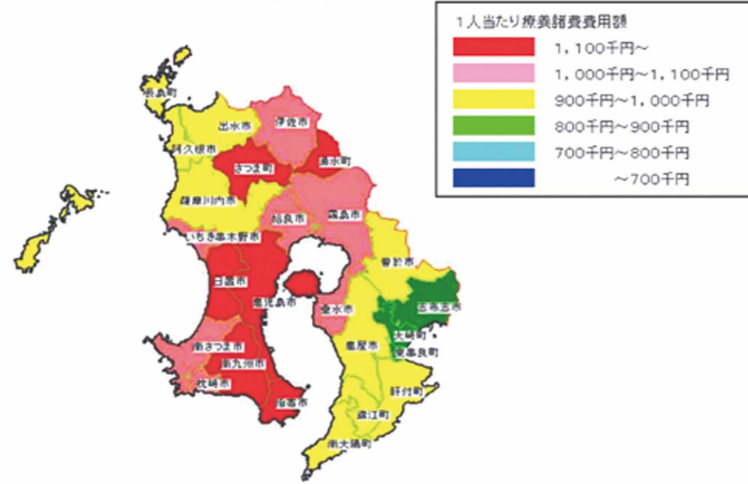 1人当たり療養諸費費用額
1,100千円～
1,000千円～1,100千円
900千円～1,000千円
800千円～900千円
700千円～800千円
～700千円
長島町
出水市
伊佐市
阿久根市
さつま町
湧水町
薩摩川内市
姶良市
霧島市
いちき串木野市
曽於市
日置市
鹿児島市
垂水市
志布志市
大崎町
東串良町
鹿屋市
南さつま市
南九州市
枕崎市
指宿市
肝付町
錦江町
南大隅町